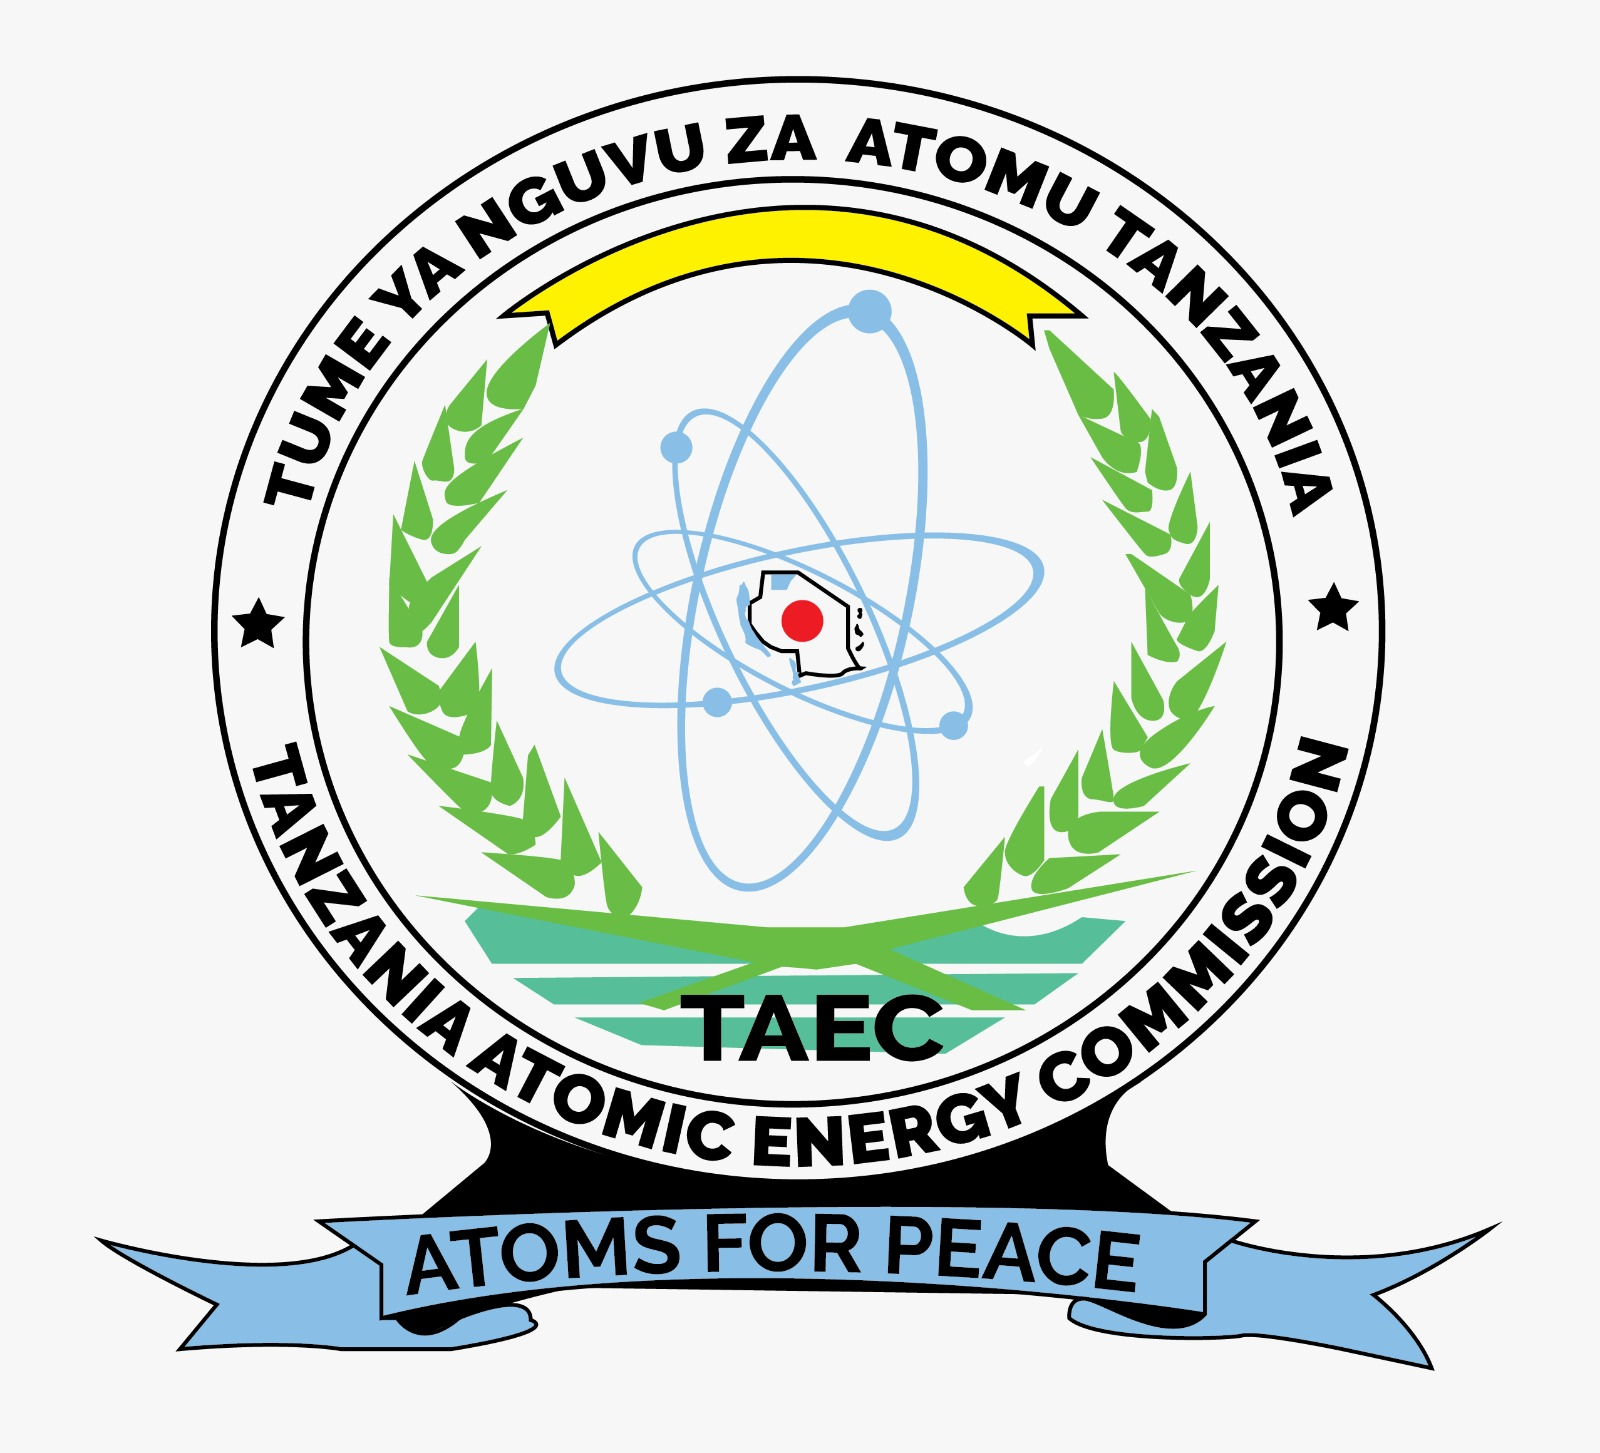 TUME YA NGUVU ZA ATOMU TANZANIA
TAEC
TANZANIA ATOMIC ENERGY COMMISSION
ATOMS FOR PEACE